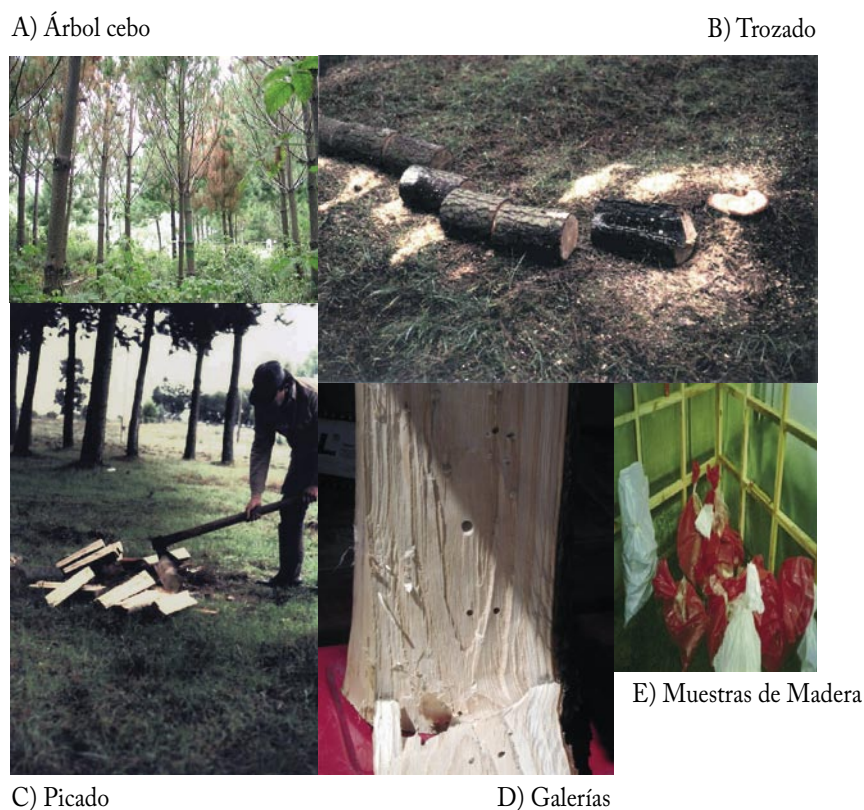 A) Árbol cebo
B) Trozado
E) Muestras de Madera
C) Picado
D) Galerías